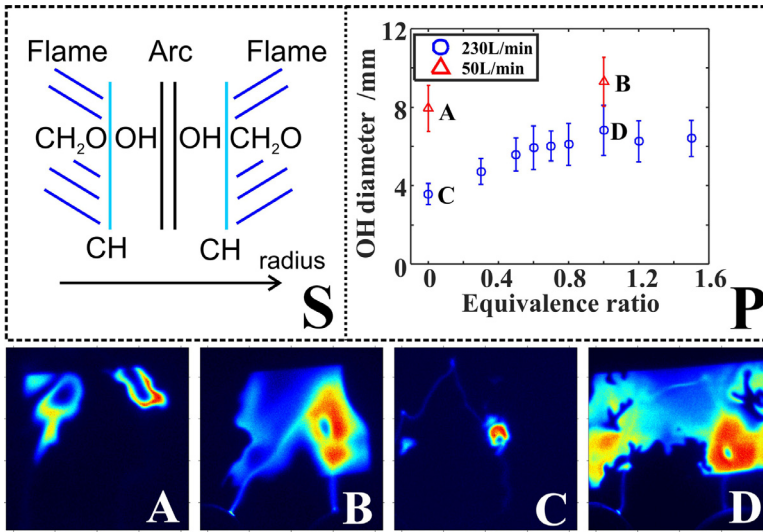 Flame Arc Flame
CH2O OH OH CH2O
CH CH
radius
S
230L/min
50L/min
OH diameter /mm
12
8
4
0
A
B
C
D
0 0.4 0.8 1.2 1.6
Equivalence ratio
P
A B C D